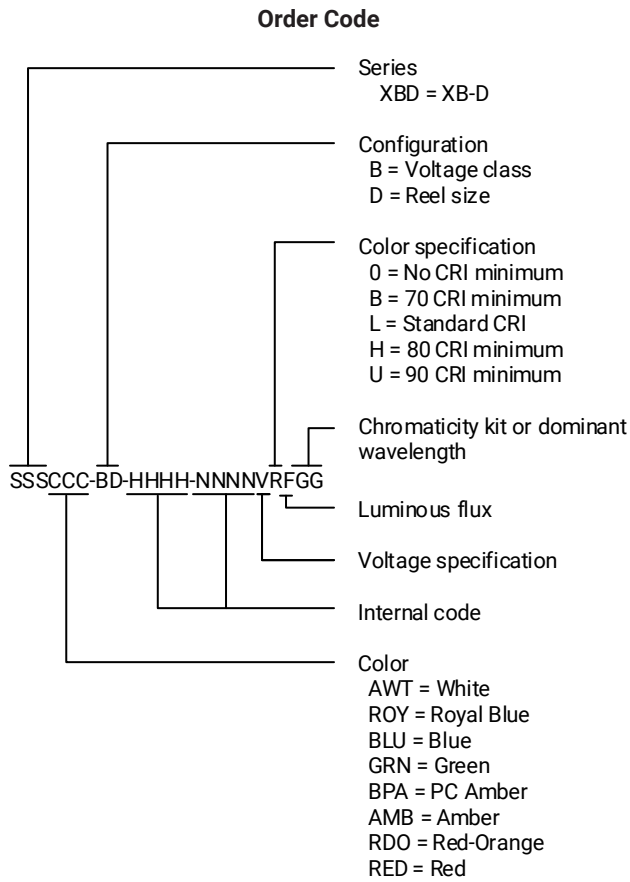 Order Code
Series
XBD = XB-D
Configuration
B = Voltage class
D = Reel size
Color specification
0 = No CRI minimum
B = 70 CRI minimum
L = Standard CRI
H = 80 CRI minimum
U = 90 CRI minimum
Chromaticity kit or dominant
wavelength
SSSCCC-BD-HHHH-NNNNVRFGG
Luminous flux
Voltage specification
Internal code
Color
AWT = White
ROY = Royal Blue
BLU = Blue
GRN = Green
BPA = PC Amber
AMB = Amber
RDO = Red-Orange
RED = Red